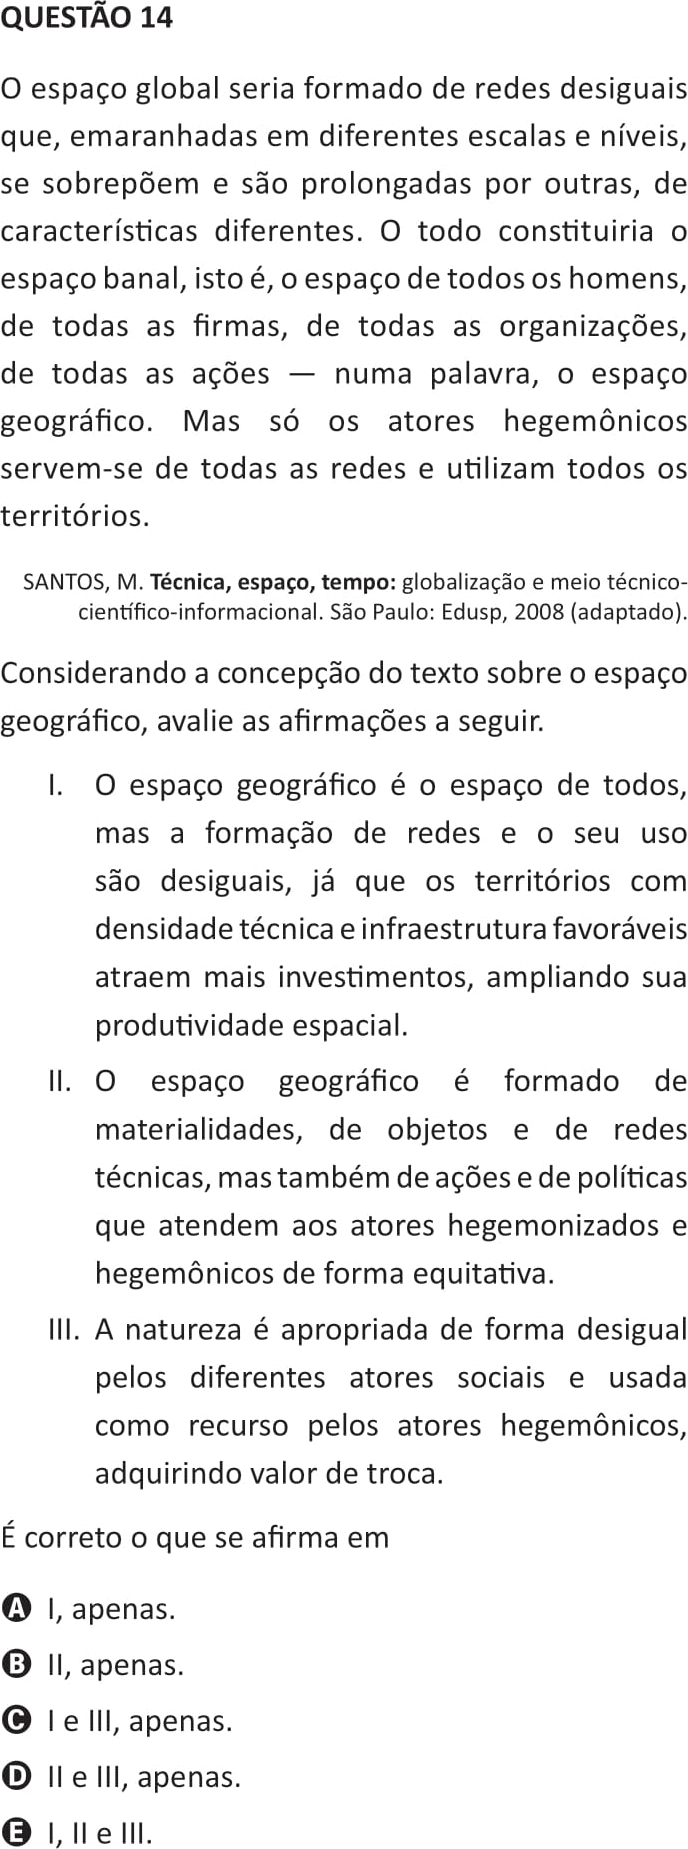 QUESTÃO 14
O espaço global seria formado de redes desiguais
que, emaranhadas em diferentes escalas e níveis,
se sobrepõem e são prolongadas por outras, de
características diferentes. O todo constituiria o
espaço banal, isto é, o espaço de todos os homens,
de todas as firmas, de todas as organizações,
de todas as ações — numa palavra, o espaço
geográfico. Mas só os atores hegemônicos
servem-se de todas as redes e utilizam todos os
territórios.
SANTOS, M. Técnica, espaço, tempo: globalização e meio técnico-
científico-informacional. São Paulo: Edusp, 2008 (adaptado).
Considerando a concepção do texto sobre o espaço
geográfico, avalie as afirmações a seguir.
I. O espaço geográfico é o espaço de todos,
mas a formação de redes e o seu uso
são desiguais, já que os territórios com
densidade técnica e infraestrutura favoráveis
atraem mais investimentos, ampliando sua
produtividade espacial.
II. O espaço geográfico é formado de
materialidades, de objetos e de redes
técnicas, mas também de ações e de políticas
que atendem aos atores hegemonizados e
hegemônicos de forma equitativa.
III. A natureza é apropriada de forma desigual
pelos diferentes atores sociais e usada
como recurso pelos atores hegemônicos,
adquirindo valor de troca.
É correto o que se afirma em
A I, apenas.
B II, apenas.
C I e III, apenas.
D II e III, apenas.
E I, II e III.